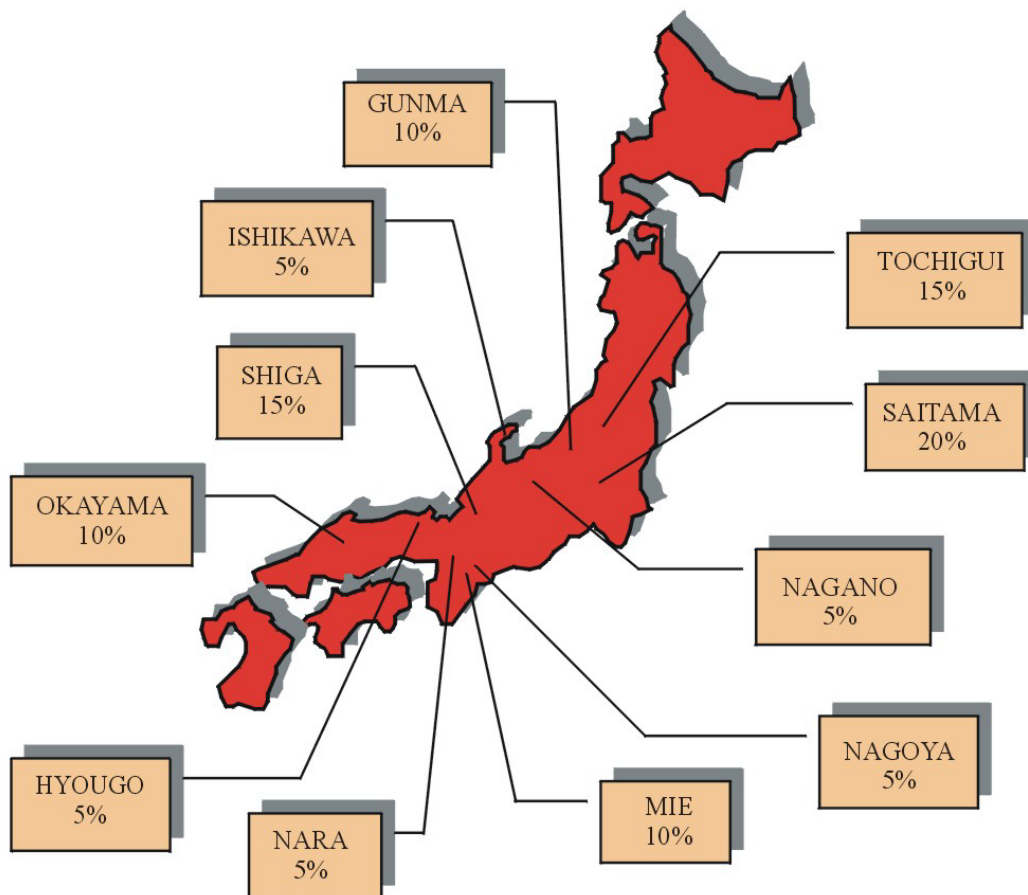 GUNMA
10%
ISHIKAWA
5%
TOCHIGUI
15%
SHIGA
15%
SAITAMA
20%
OKAYAMA
10%
NAGANO
5%
NAGOYA
5%
HYOUGO
5%
MIE
10%
NARA
5%